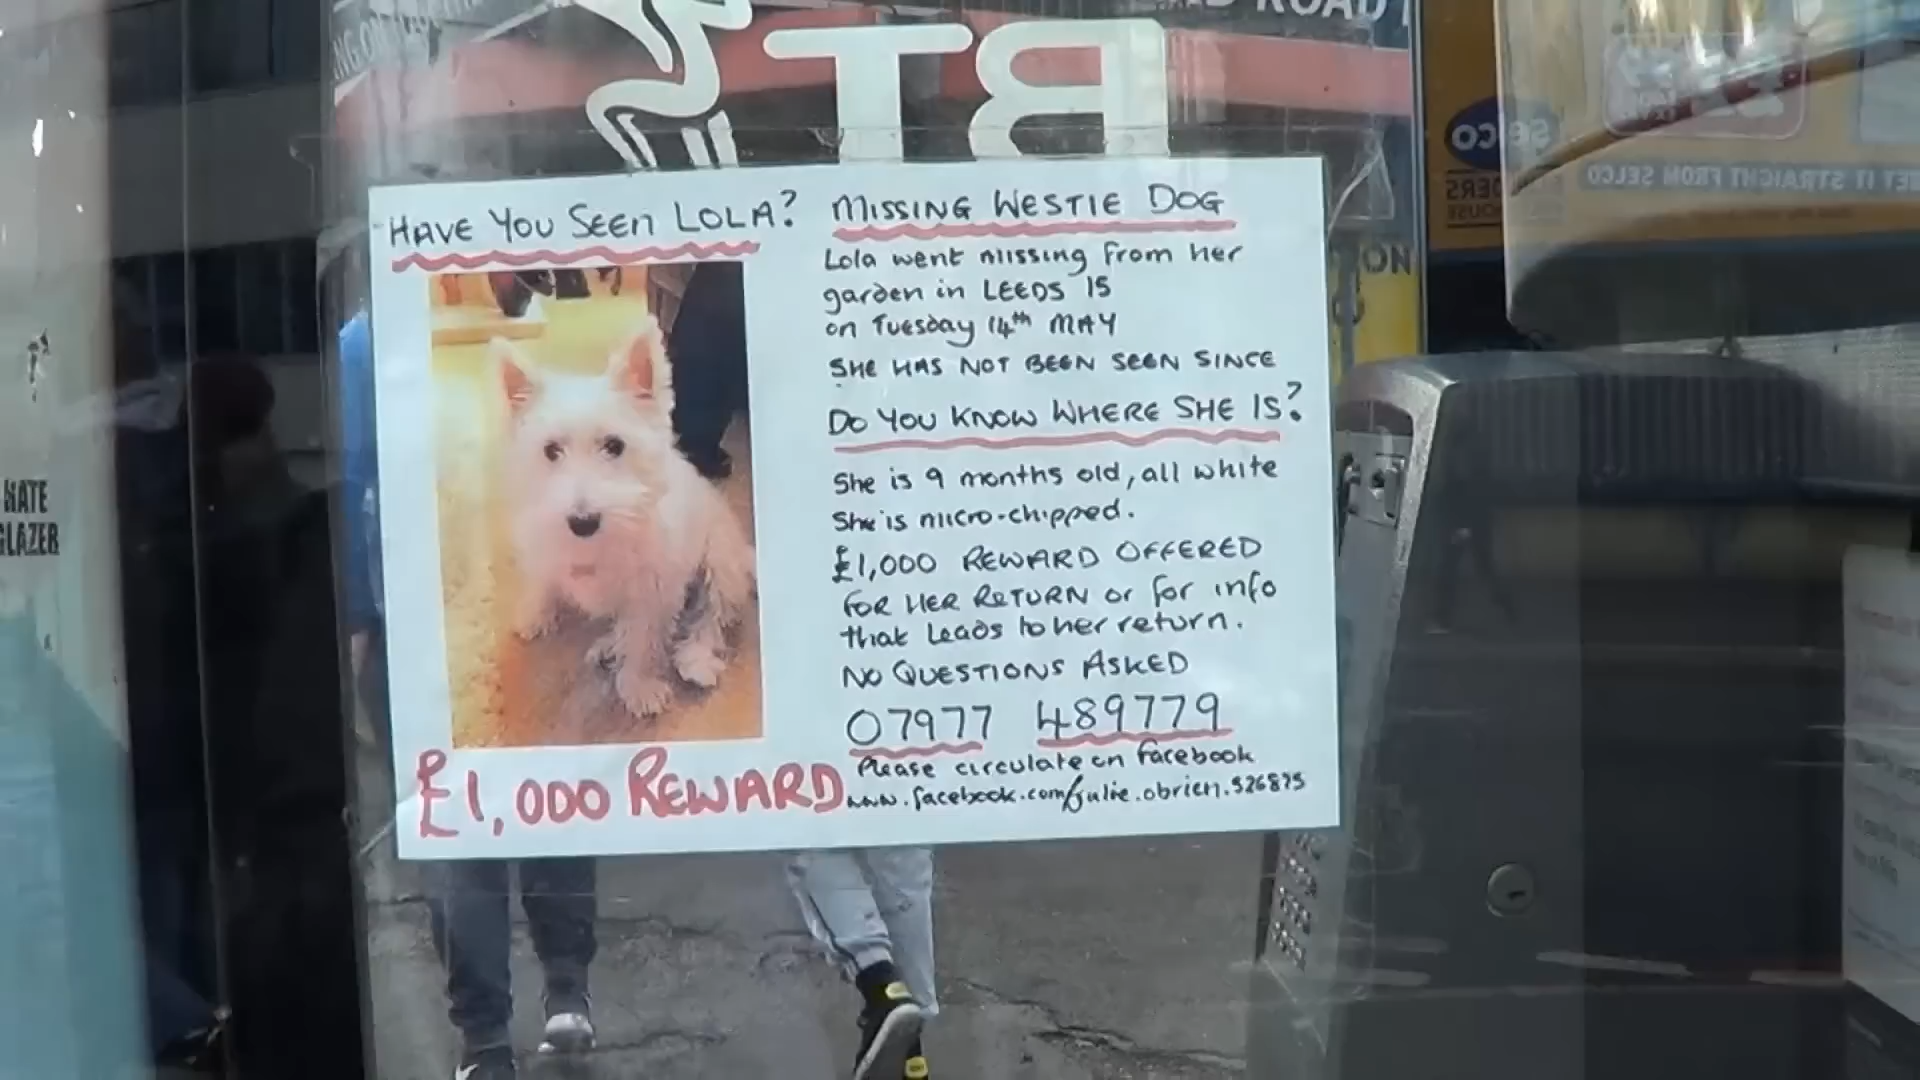 BT
HAVE YOU SEEN LOLA?
MISSING WESTIE DOG
Lola went missing from her
garden in LEEDS 15
on Tuesday 14th MAY
SHE HAS NOT BEEN SEEN SINCE
DO YOU KNOW WHERE SHE IS?
She is 9 months old, all white
She is micro-chipped.
£1,000 REWARD OFFERED
FOR HER RETURN or for info
that leads to her return.
NO QUESTIONS ASKED
07977 489779
Please circulate on facebook
www.facebook.com/julie.obrien.526875
£1,000 REWARD
selco
GET IT STRAIGHT FROM SELCO
HATE
GLAZER